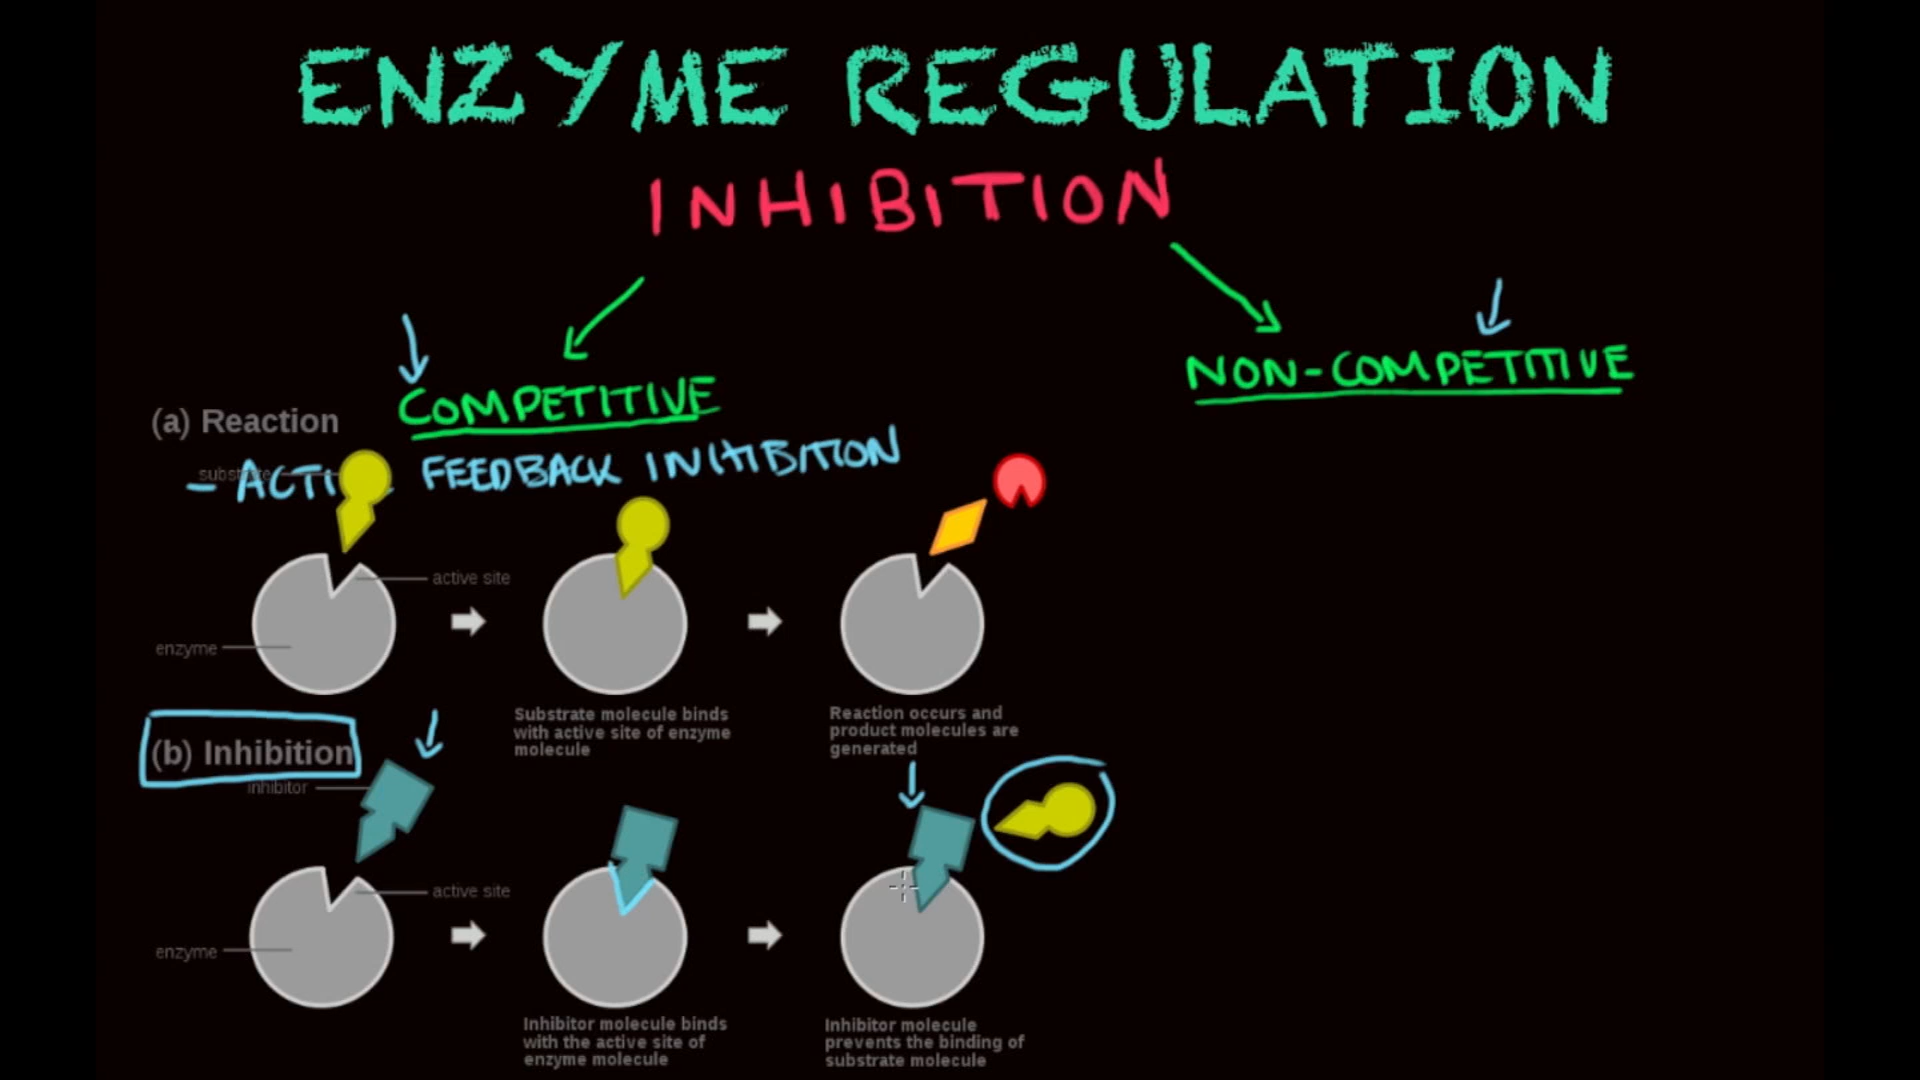 ENZYME REGULATION
INHIBITION
COMPETITIVE
NON-COMPETITIVE
(a) Reaction
- FEEDBACK INHIBITION
substrate
active site
enzyme
Substrate molecule binds
with active site of enzyme
molecule
Reaction occurs and
product molecules are
generated
(b) Inhibition
inhibitor
active site
enzyme
Inhibitor molecule binds
with the active site of
enzyme molecule
Inhibitor molecule
prevents the binding of
substrate molecule